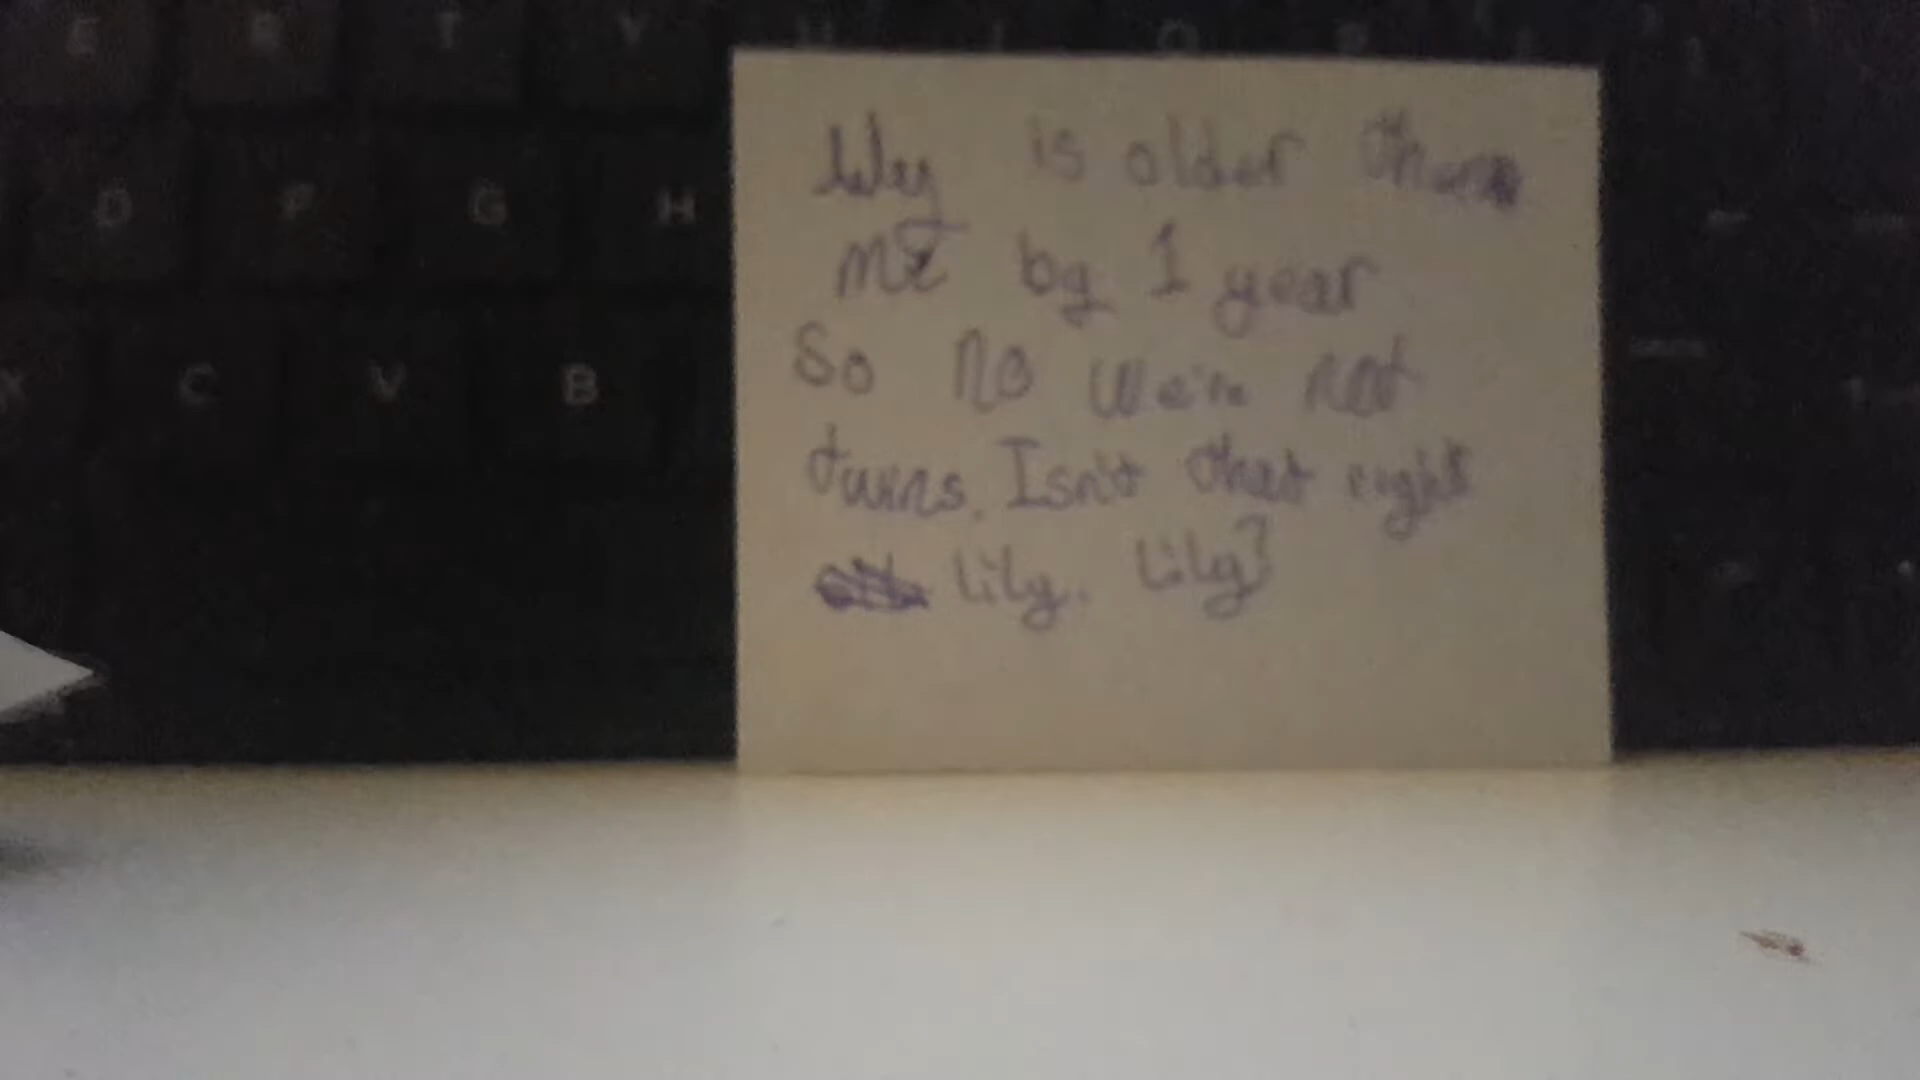 E R T Y U I O P
D F G H
X C V B
Lily is older than
me by 1 year
So no we're not
twins. Isn't that right
Lily. Lily?